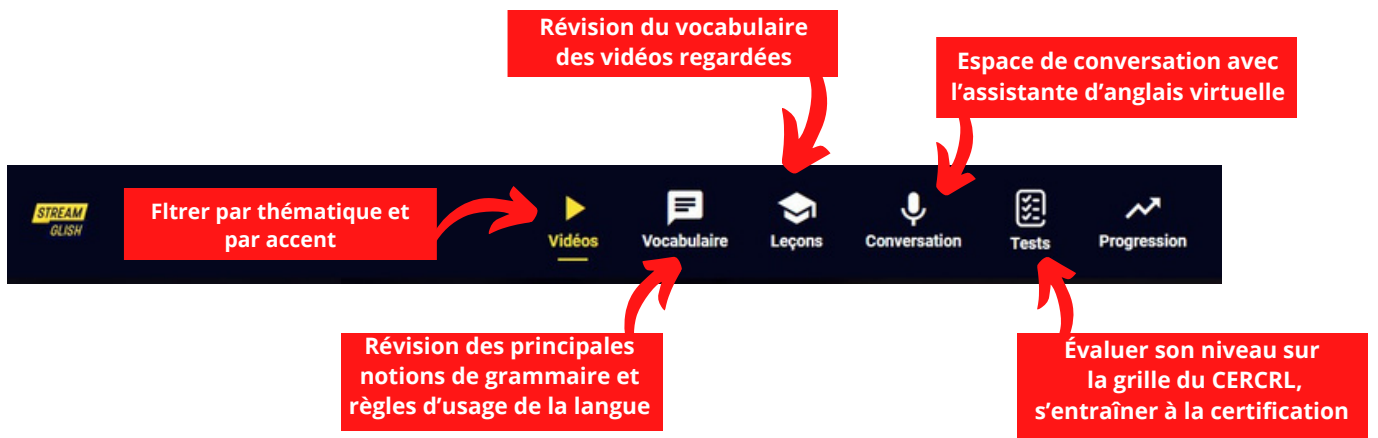 Révision du vocabulaire
des vidéos regardées
Espace de conversation avec
l'assistante d'anglais virtuelle
STREAM
GLISH
FItrer par thématique et
par accent
Vidéos
Vocabulaire
Leçons
Conversation
Tests
Progression
Révision des principales
notions de grammaire et
règles d'usage de la langue
Évaluer son niveau sur
la grille du CERCRL,
s'entraîner à la certification